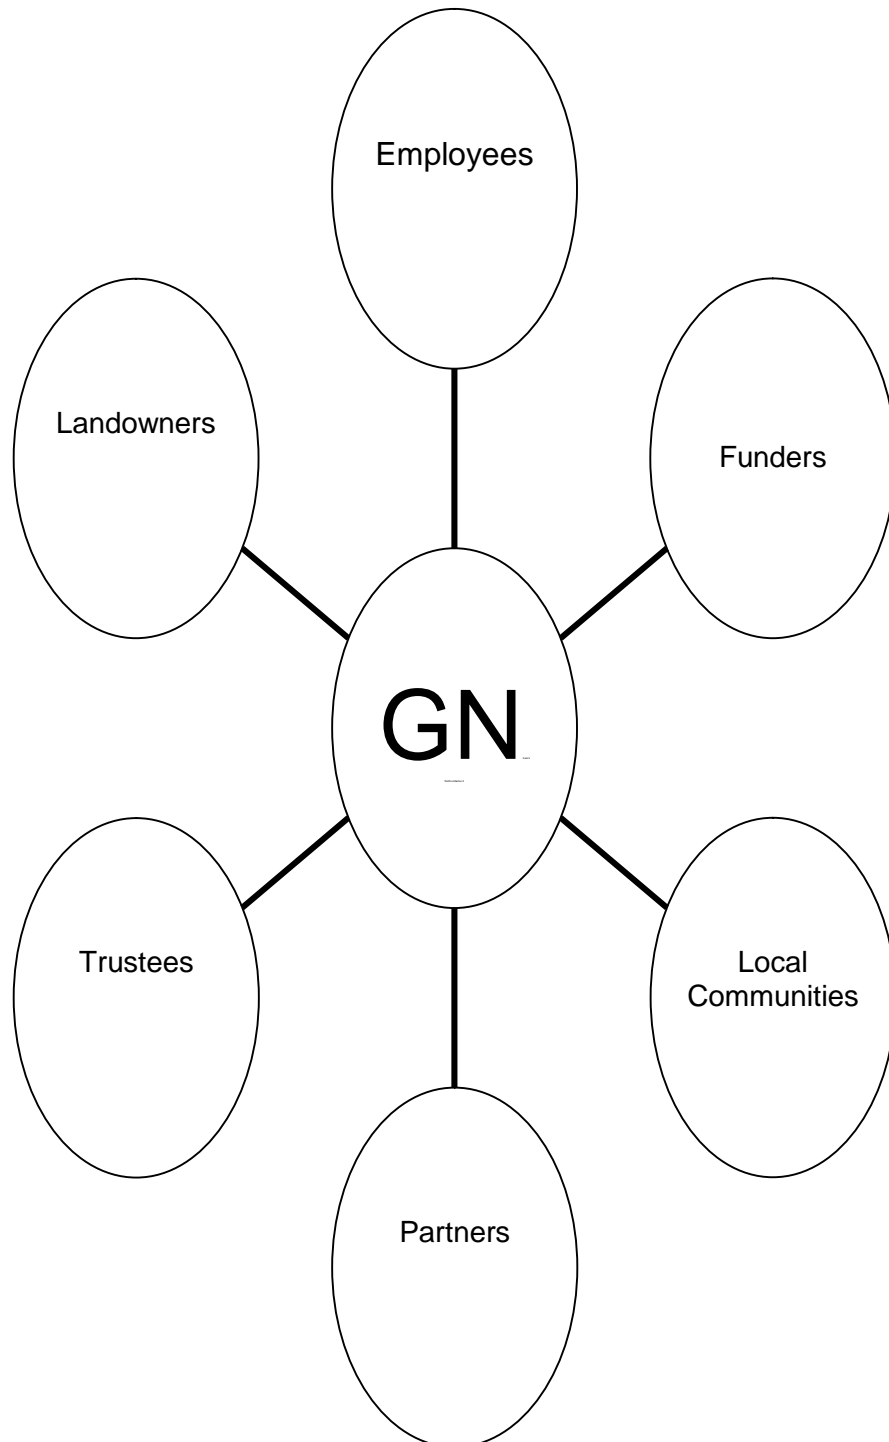 Employees
Landowners
Funders
GN
Trustees
Local
Communities
Partners